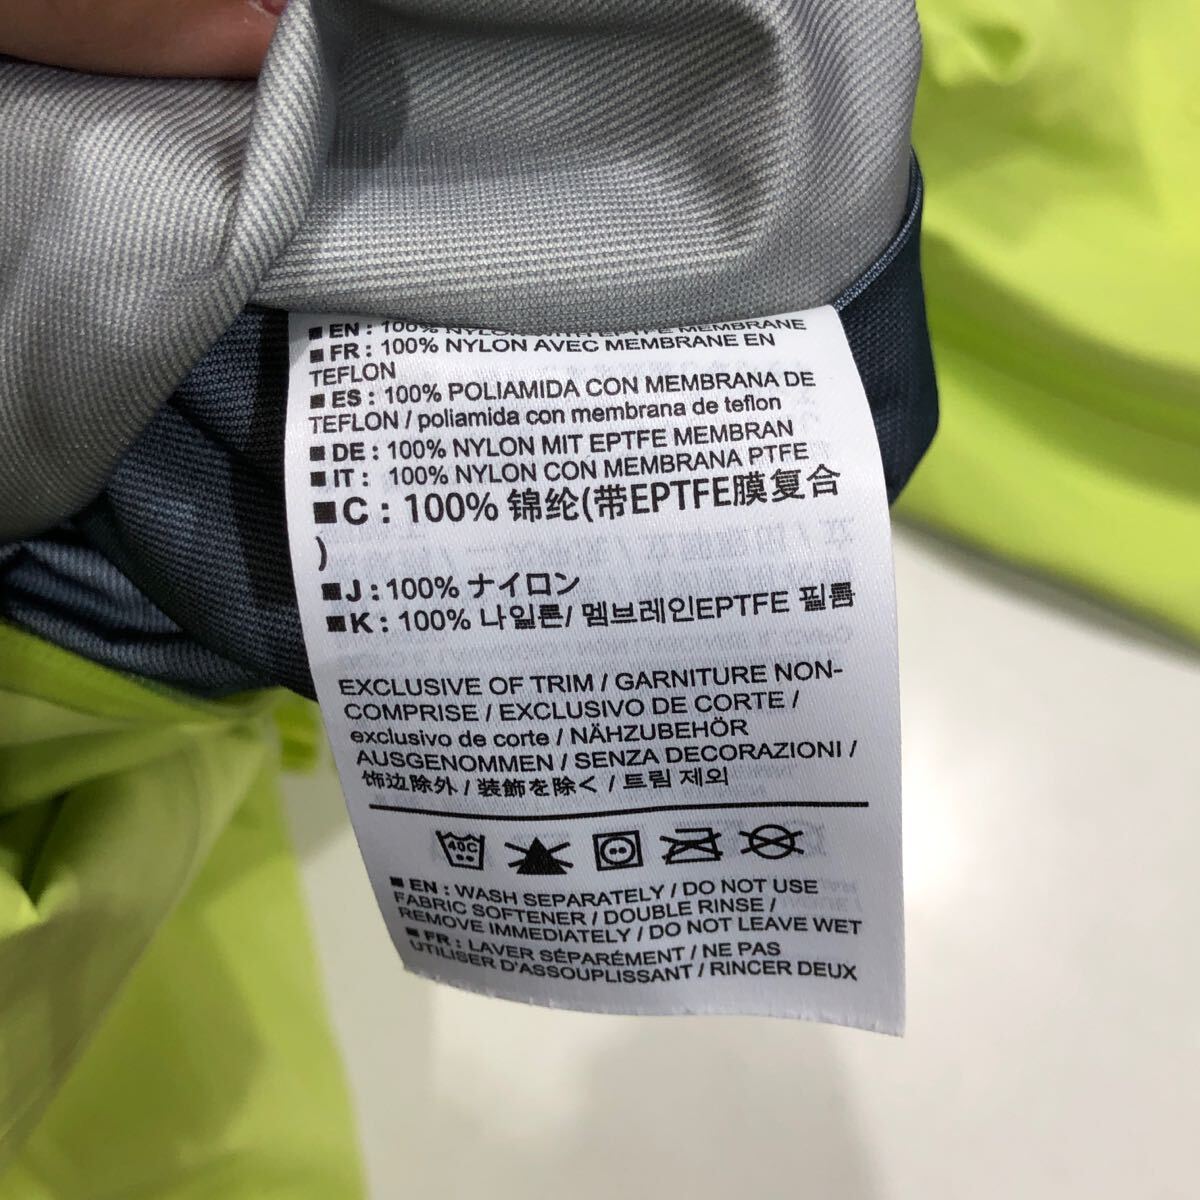 ■ EN : 100% NYLON WITH EPTFE MEMBRANE
■ FR : 100% NYLON AVEC MEMBRANE EN
TEFLON
■ ES : 100% POLIAMIDA CON MEMBRANA DE
TEFLON / poliamida con membrana de teflon
■ DE : 100% NYLON MIT EPTFE MEMBRAN
■ IT : 100% NYLON CON MEMBRANA PTFE
■ C : 100% 锦纶(带EPTFE膜复合
)
■ J : 100% ナイロン
■ K : 100% 나일론/ 멤브레인EPTFE 필름
EXCLUSIVE OF TRIM / GARNITURE NON-
COMPRISE / EXCLUSIVO DE CORTE /
exclusivo de corte / NÄHZUBEHÖR
AUSGENOMMEN / SENZA DECORAZIONI /
饰边除外 / 装飾を除く / 트림 제외
40C
■ EN : WASH SEPARATELY / DO NOT USE
FABRIC SOFTENER / DOUBLE RINSE /
REMOVE IMMEDIATELY / DO NOT LEAVE WET
■ FR : LAVER SÉPARÉMENT / NE PAS
UTILISER D'ASSOUPLISSANT / RINCER DEUX